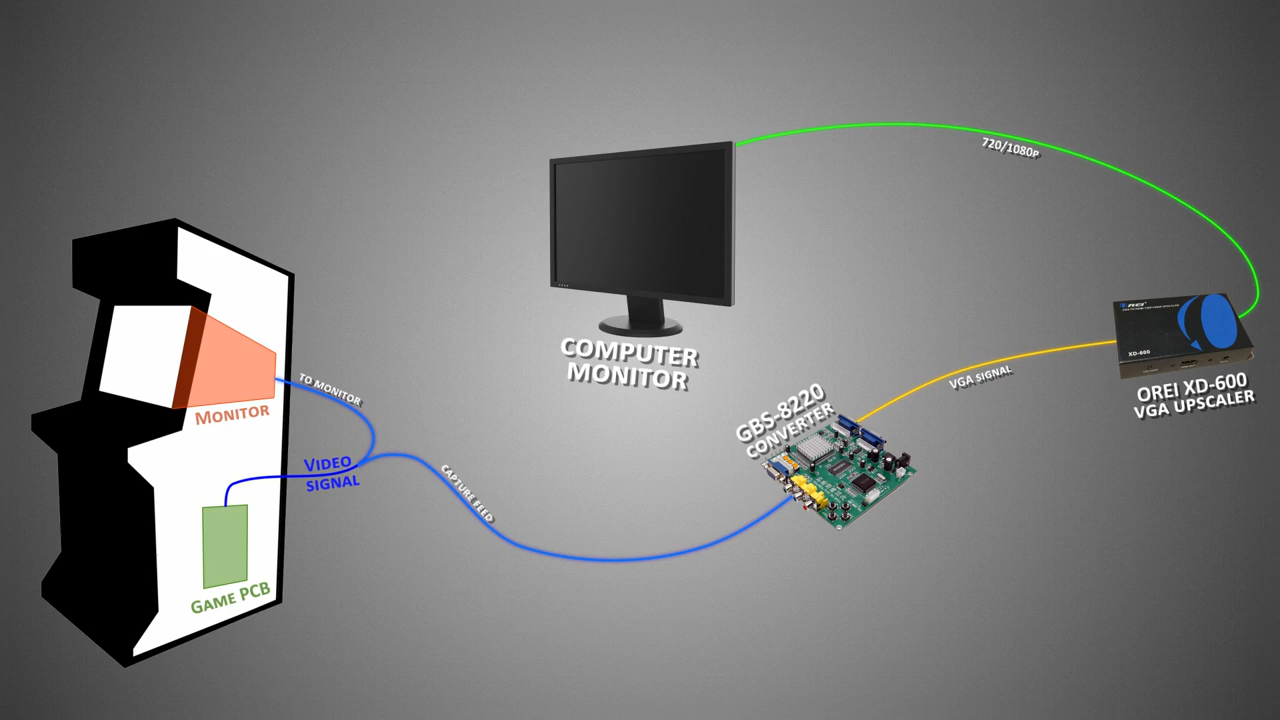 720/1080P
OREI
XD-600
OREI XD-600
VGA UPSCALER
COMPUTER
MONITOR
VGA SIGNAL
GBS-8220
CONVERTER
TO MONITOR
MONITOR
VIDEO
SIGNAL
CAPTURE FEED
GAME PCB